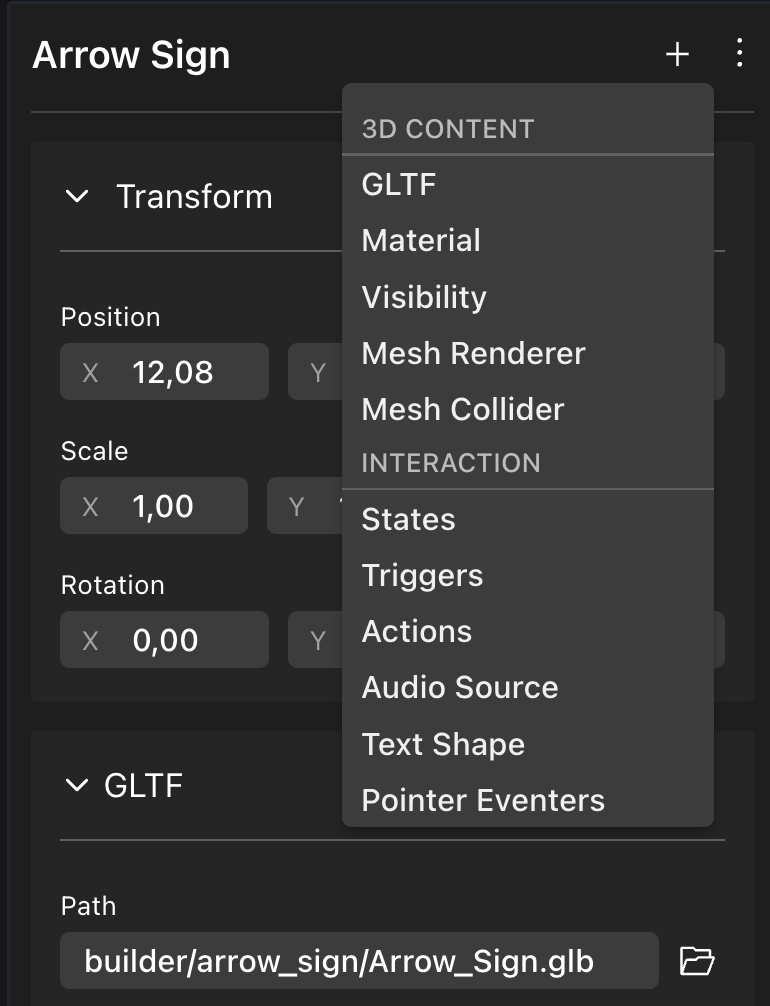 Arrow Sign
3D CONTENT
GLTF
Material
Visibility
Mesh Renderer
Mesh Collider
INTERACTION
States
Triggers
Actions
Audio Source
Text Shape
Pointer Eventers
Transform
Position
X 12,08 Y
Scale
X 1,00 Y
Rotation
X 0,00 Y
GLTF
Path
builder/arrow_sign/Arrow_Sign.glb